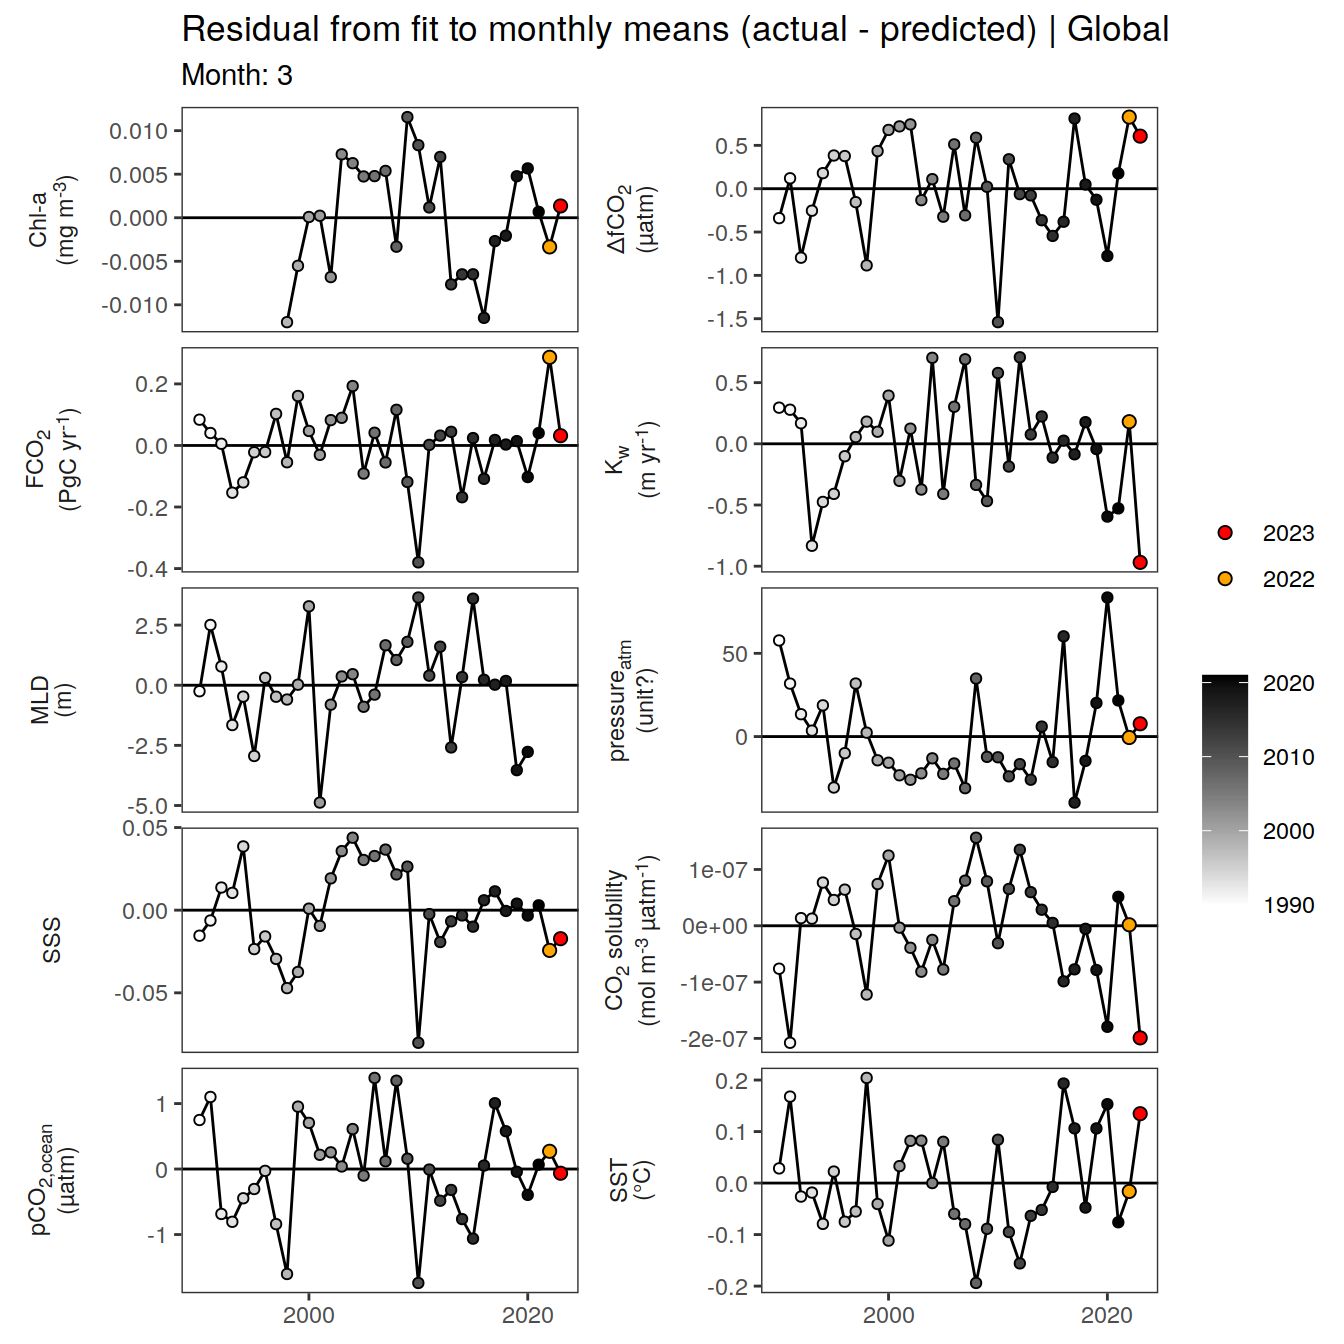 Residual from fit to monthly means (actual - predicted) | Global
Month: 3
Chl-a
(mg m⁻³)
0.010
0.005
0.000
-0.005
-0.010
ΔfCO₂
(µatm)
0.5
0.0
-0.5
-1.0
-1.5
FCO₂
(PgC yr⁻¹)
0.2
0.0
-0.2
-0.4
K_w
(m yr⁻¹)
0.5
0.0
-0.5
-1.0
MLD
(m)
2.5
0.0
-2.5
-5.0
pressure_atm
(unit?)
50
0
SSS
0.05
0.00
-0.05
CO₂ solubility
(mol m⁻³ µatm⁻¹)
1e-07
0e+00
-1e-07
-2e-07
pCO₂,ocean
(µatm)
1
0
-1
2000
2020
SST
(°C)
0.2
0.1
0.0
-0.1
-0.2
2000
2020
2023
2022
2020
2010
2000
1990